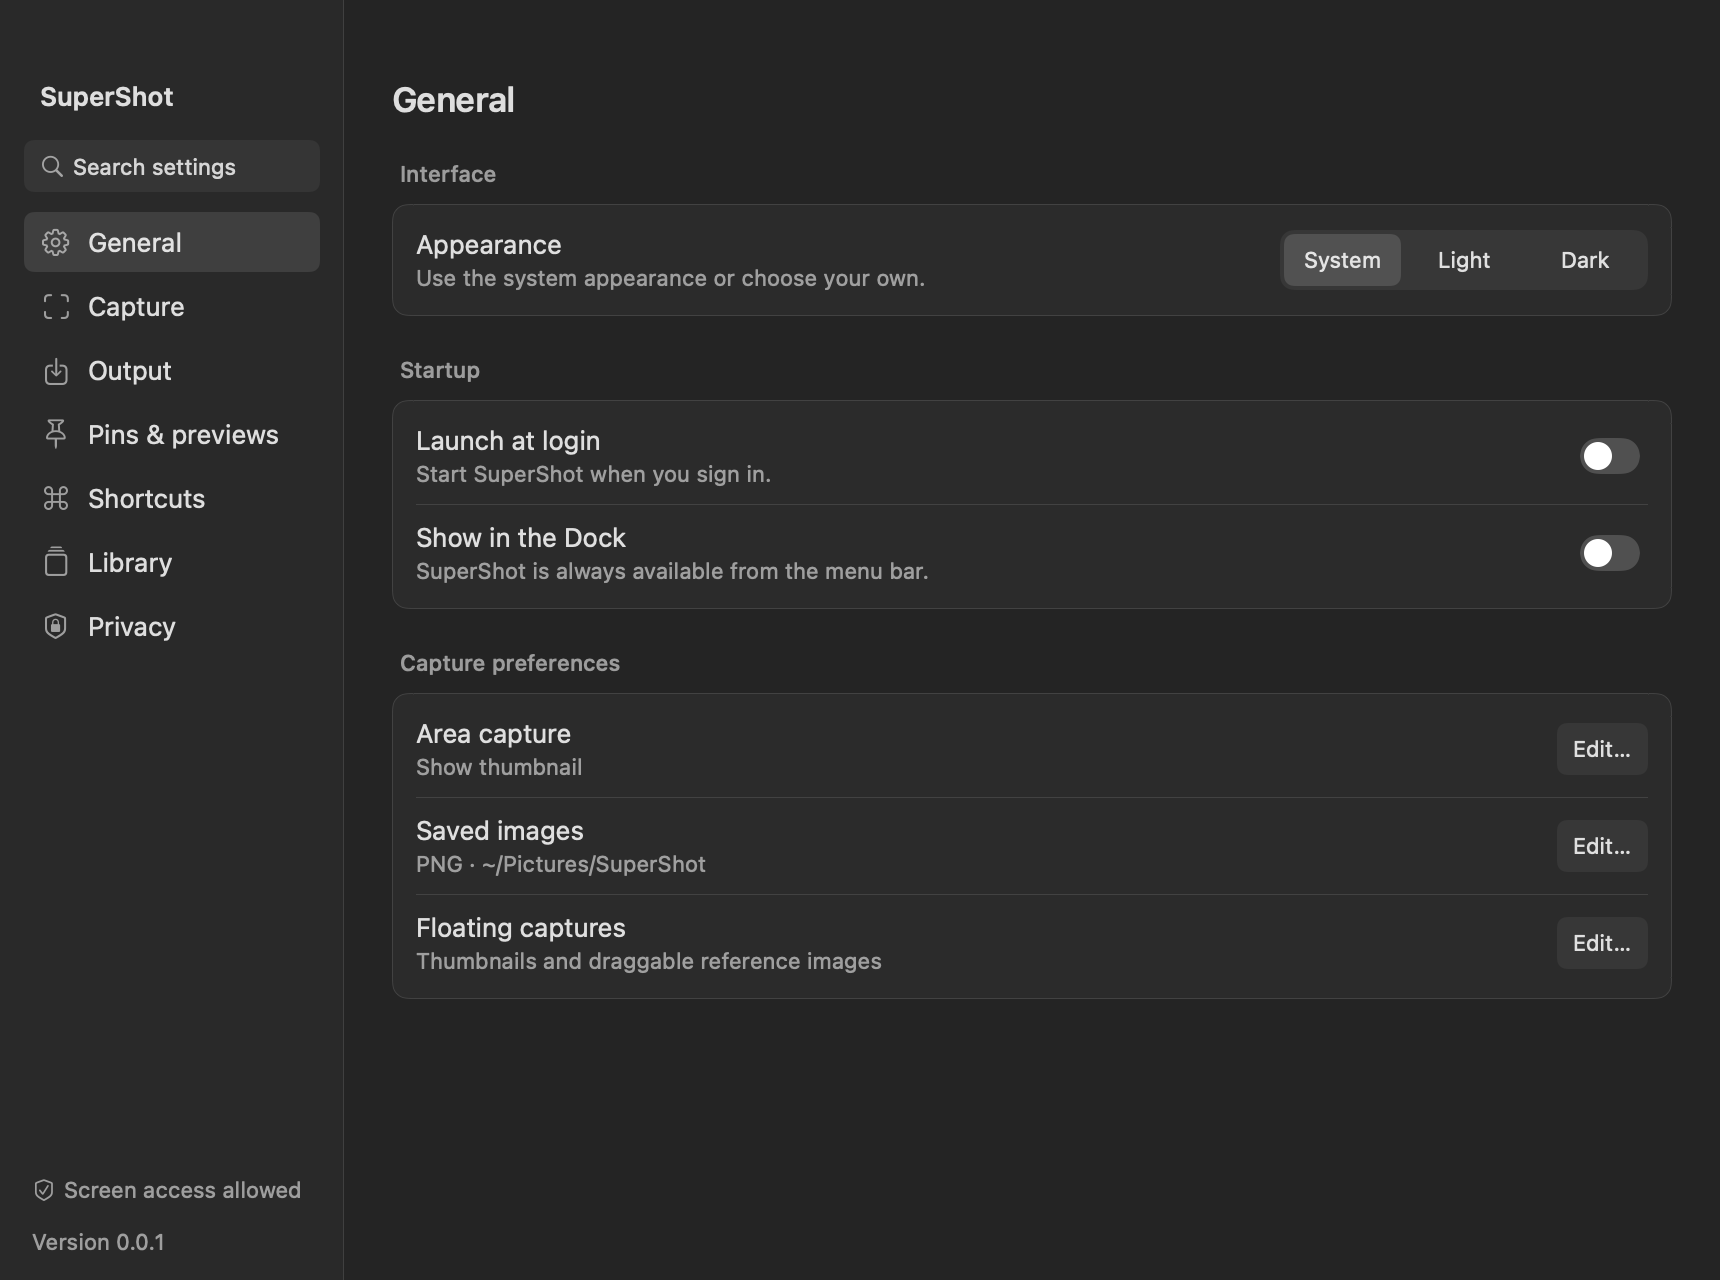 SuperShot
Search settings
General
Capture
Output
Pins & previews
Shortcuts
Library
Privacy
Screen access allowed
Version 0.0.1
General
Interface
Appearance
Use the system appearance or choose your own.
System Light Dark
Startup
Launch at login
Start SuperShot when you sign in.
Show in the Dock
SuperShot is always available from the menu bar.
Capture preferences
Area capture
Show thumbnail
Edit...
Saved images
PNG · ~/Pictures/SuperShot
Edit...
Floating captures
Thumbnails and draggable reference images
Edit...